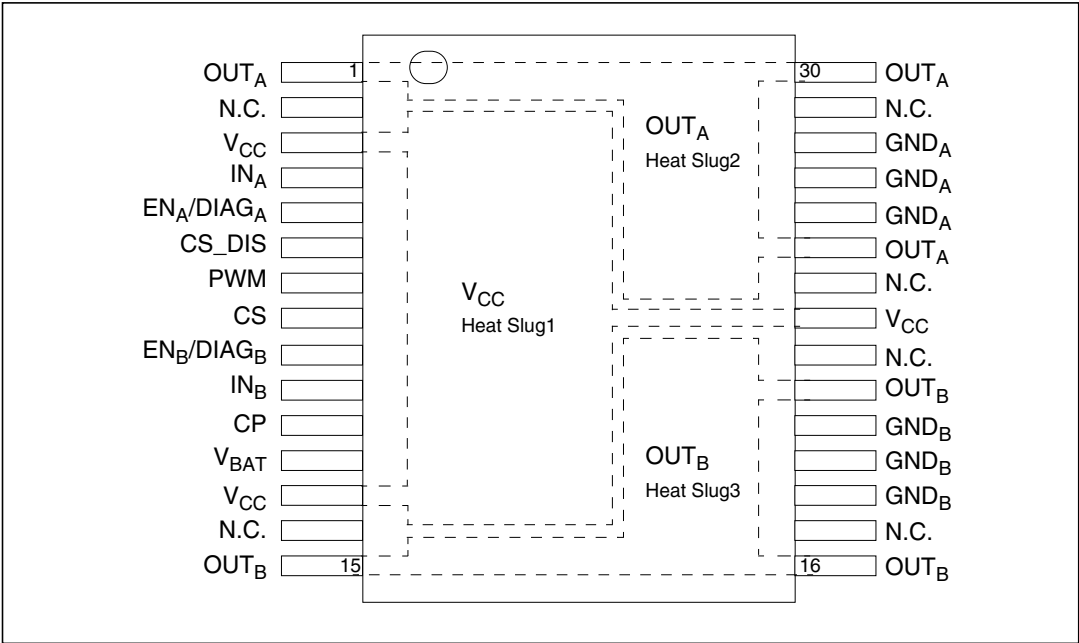 OUTA 1 30 OUTA
N.C. N.C.
VCC GNDA
INA GNDA
ENA/DIAGA GNDA
CS_DIS OUTA
PWM N.C.
CS VCC
ENB/DIAGB N.C.
INB OUTB
CP GNDB
VBAT GNDB
VCC GNDB
N.C. N.C.
OUTB 15 16 OUTB
OUTA
Heat Slug2
VCC
Heat Slug1
OUTB
Heat Slug3